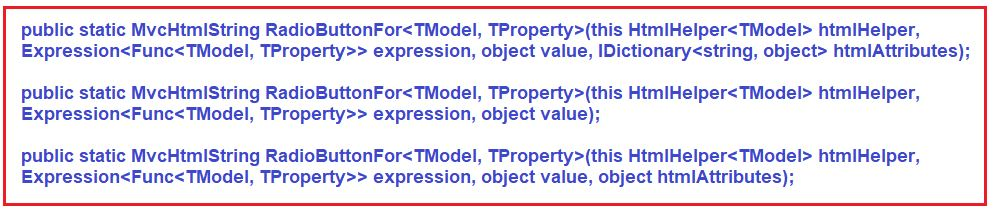 public static MvcHtmlString RadioButtonFor<TModel, TProperty>(this HtmlHelper<TModel> htmlHelper,
Expression<Func<TModel, TProperty>> expression, object value, IDictionary<string, object> htmlAttributes);
public static MvcHtmlString RadioButtonFor<TModel, TProperty>(this HtmlHelper<TModel> htmlHelper,
Expression<Func<TModel, TProperty>> expression, object value);
public static MvcHtmlString RadioButtonFor<TModel, TProperty>(this HtmlHelper<TModel> htmlHelper,
Expression<Func<TModel, TProperty>> expression, object value, object htmlAttributes);